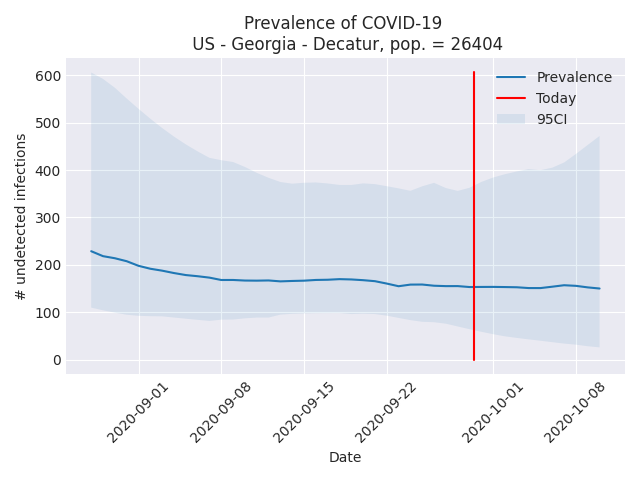 Prevalence of COVID-19
US - Georgia - Decatur, pop. = 26404
Prevalence
Today
95CI
# undetected infections
600
500
400
300
200
100
0
2020-09-01
2020-09-08
2020-09-15
2020-09-22
2020-10-01
2020-10-08
Date